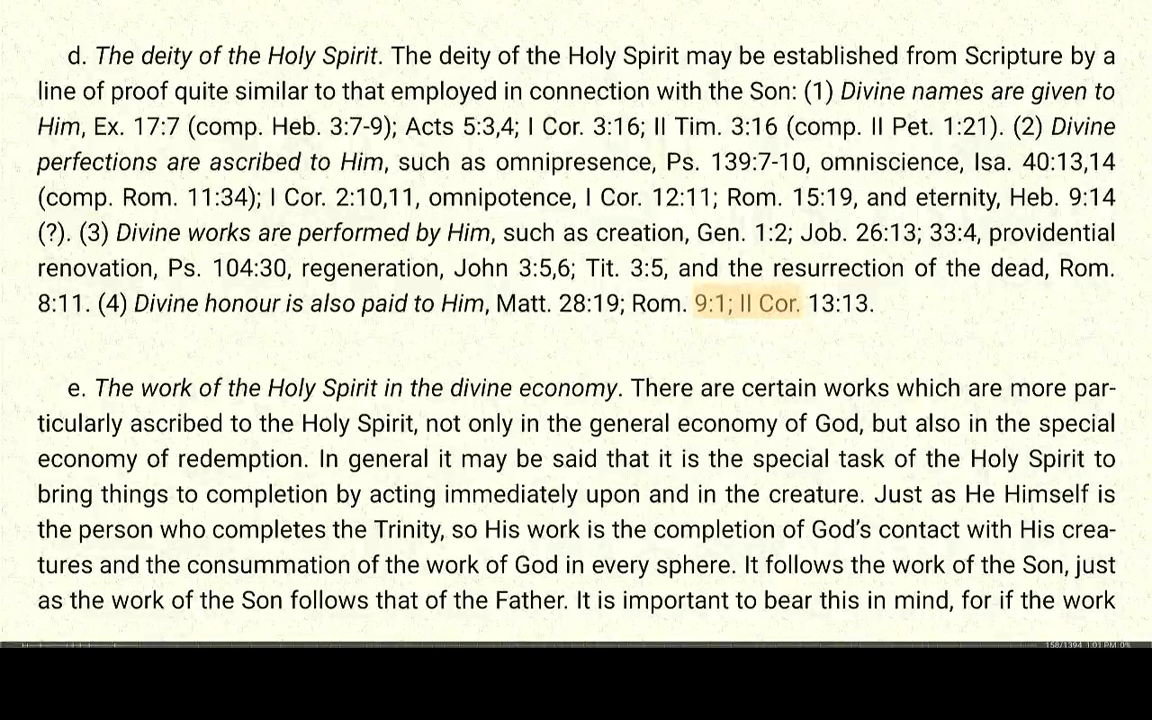 d. The deity of the Holy Spirit. The deity of the Holy Spirit may be established from Scripture by a
line of proof quite similar to that employed in connection with the Son: (1) Divine names are given to
Him, Ex. 17:7 (comp. Heb. 3:7-9); Acts 5:3,4; I Cor. 3:16; II Tim. 3:16 (comp. II Pet. 1:21). (2) Divine
perfections are ascribed to Him, such as omnipresence, Ps. 139:7-10, omniscience, Isa. 40:13,14
(comp. Rom. 11:34); I Cor. 2:10,11, omnipotence, I Cor. 12:11; Rom. 15:19, and eternity, Heb. 9:14
(?). (3) Divine works are performed by Him, such as creation, Gen. 1:2; Job. 26:13; 33:4, providential
renovation, Ps. 104:30, regeneration, John 3:5,6; Tit. 3:5, and the resurrection of the dead, Rom.
8:11. (4) Divine honour is also paid to Him, Matt. 28:19; Rom. 9:1; II Cor. 13:13.
e. The work of the Holy Spirit in the divine economy. There are certain works which are more par-
ticularly ascribed to the Holy Spirit, not only in the general economy of God, but also in the special
economy of redemption. In general it may be said that it is the special task of the Holy Spirit to
bring things to completion by acting immediately upon and in the creature. Just as He Himself is
the person who completes the Trinity, so His work is the completion of God’s contact with His crea-
tures and the consummation of the work of God in every sphere. It follows the work of the Son, just
as the work of the Son follows that of the Father. It is important to bear this in mind, for if the work
158/1394 1:01 PM 0%